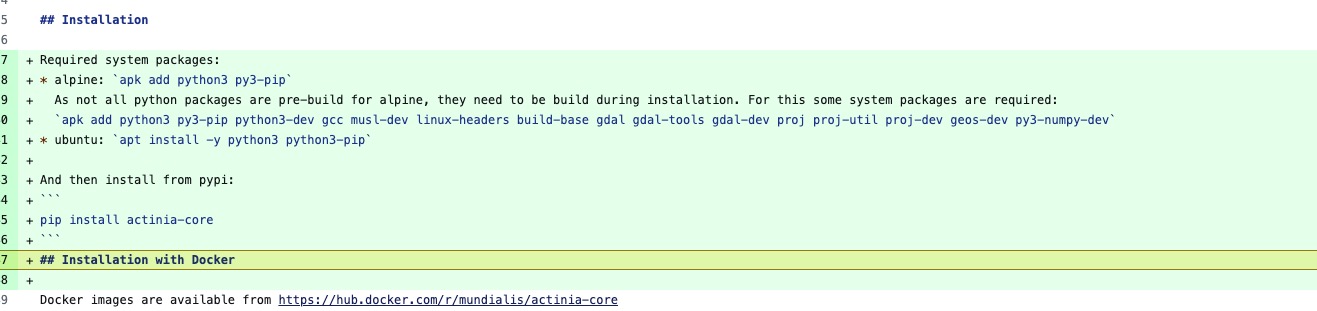 5 ## Installation
6
7 + Required system packages:
8 + * alpine: `apk add python3 py3-pip`
9 + As not all python packages are pre-build for alpine, they need to be build during installation. For this some system packages are required:
0 + `apk add python3 py3-pip python3-dev gcc musl-dev linux-headers build-base gdal gdal-tools gdal-dev proj proj-util proj-dev geos-dev py3-numpy-dev`
1 + * ubuntu: `apt install -y python3 python3-pip`
2 +
3 + And then install from pypi:
4 + ```
5 + pip install actinia-core
6 + ```
7 + ## Installation with Docker
8 +
9 Docker images are available from https://hub.docker.com/r/mundialis/actinia-core